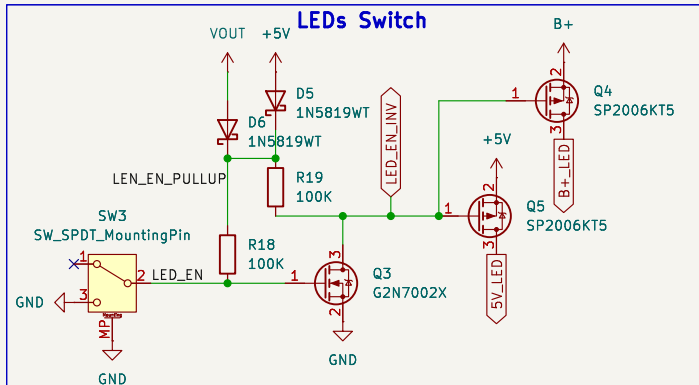 LEDs Switch
VOUT
+5V
B+
D5
1N5819WT
D6
1N5819WT
1
2
3
Q4
SP2006KT5
LED_EN_INV
B+_LED
LEN_EN_PULLUP
R19
100K
+5V
1
2
3
Q5
SP2006KT5
5V_LED
SW3
SW_SPDT_MountingPin
R18
100K
1
2
3
LED_EN
GND
MP
GND
1
3
2
Q3
G2N7002X
GND